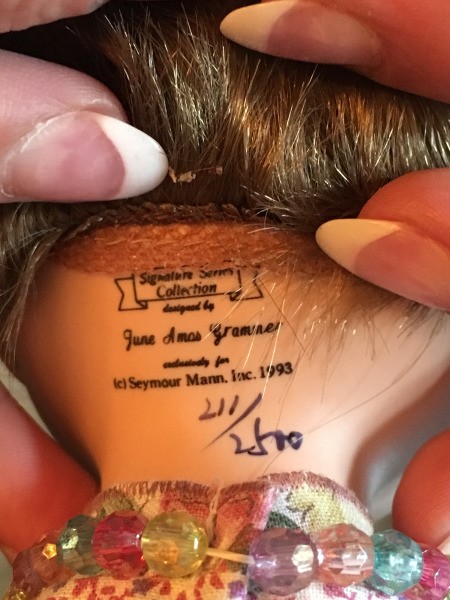 Signature Series
Collection
designed by
June Amos Grammer
exclusively for
(c) Seymour Mann, Inc. 1993
211/2500